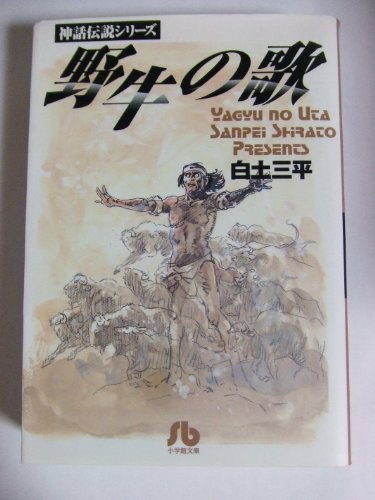 神話伝説シリーズ
野牛の歌
YAGYU NO UTA
SANPEI SHIRATO
PRESENTS
白土三平
Sb
小学館文庫